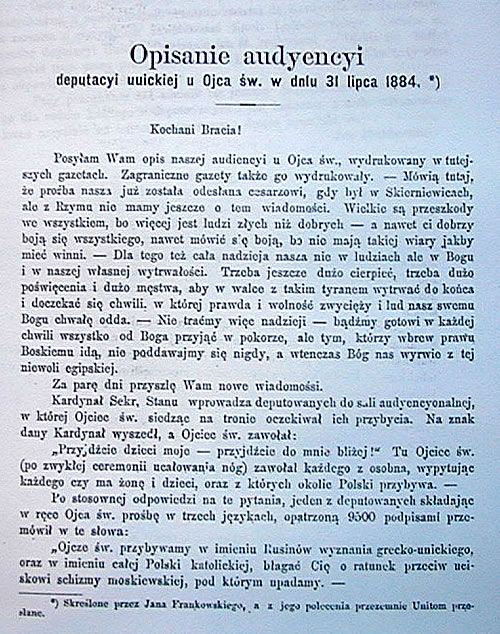 Opisanie audyencyi
deputacyi uuickiej u Ojca św. w dniu 31 lipca 1884. *)
Kochani Bracia!
Posyłam Wam opis naszej audiencyi u Ojca św., wydrukowany w tutej-
szych gazetach. Zagraniczne gazety także go wydrukowały. — Mówią tutaj,
że prośba nasza już została odesłana cesarzowi, gdy był w Skierniewicach,
ale z Rzymu nie mamy jeszcze o tem wiadomości. Wielkie są przeszkody
we wszystkiem, bo więcej jest ludzi złych niż dobrych — a nawet ci dobrzy
boją się wszystkiego, nawet mówić się boją, bo nie mają takiej wiary jakby
mieć winni. — Dla tego też cała nadzieja nasza nie w ludziach ale w Bogu
i w naszej własnej wytrwałości. Trzeba jeszcze dużo cierpieć, trzeba dużo
poświęcenia i dużo męstwa, aby w walce z takim tyranem wytrwać do końca
i doczekać się chwili. w której prawda i wolność zwycięży i lud nasz swemu
Bogu chwałę odda. — Nie traćmy więc nadzieji — bądźmy gotowi w każdej
chwili wszystko od Boga przyjąć w pokorze, ale tym, którzy wbrew prawu
Boskiemu idą, nie poddawajmy się nigdy, a wtenczas Bóg nas wyrwie z tej
niewoli egipskiej.
Za parę dni przyszlę Wam nowe wiadomości.
Kardynał Sekr, Stanu wprowadza deputowanych do sali audyencyonalnej,
w której Ojciec św. siedząc na tronie oczekiwał ich przybycia. Na znak
dany Kardynał wyszedł, a Ojciec św. zawołał:
„Przyjdźcie dzieci moje — przyjdźcie do mnie bliżej!" Tu Ojciec św.
(po zwykłej ceremonii ucałowania nóg) zawołał każdego z osobna, wypytując
każdego czy ma żonę i dzieci, oraz z których okolic Polski przybywa. —
Po stosownej odpowiedzi na te pytania, jeden z deputowanych składając
w ręce Ojca św. prośbę w trzech językach, opatrzoną 9500 podpisami prze-
mówił w te słowa:
„Ojcze św. przybywamy w imieniu Rusinów wyznania grecko-unickiego,
oraz w imieniu całej Polski katolickiej, błagać Cię o ratunek przeciw uci-
skowi schizmy moskiewskiej, pod którym upadamy. —
*) Skreślone przez Jana Frankowskiego, a z jego polecenia przezemnie Unitom prze-
słane.